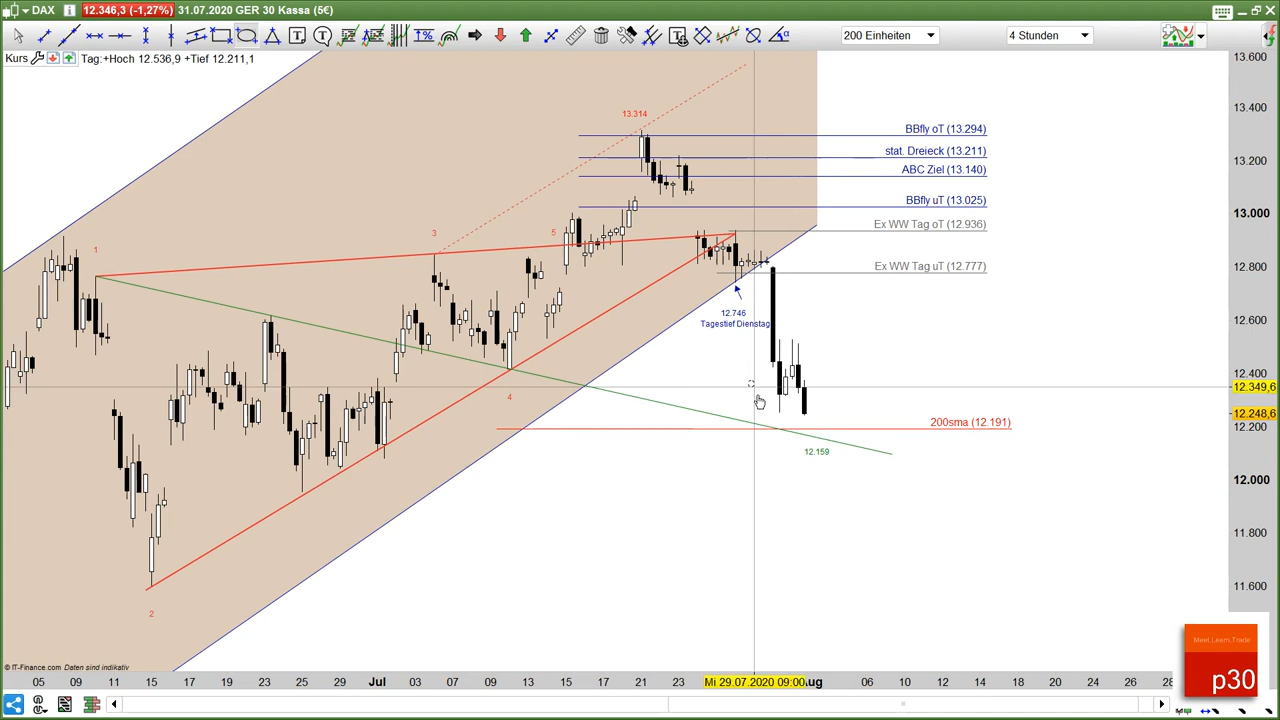 DAX 12.346,3 (-1,27%) 31.07.2020 GER 30 Kassa (5€)
200 Einheiten 4 Stunden
Kurs Tag:+Hoch 12.536,9 +Tief 12.211,1
13.600
13.400
13.314
BBfly oT (13.294)
stat. Dreieck (13.211)
13.200
ABC Ziel (13.140)
BBfly uT (13.025)
13.000
Ex WW Tag oT (12.936)
1
3
5
Ex WW Tag uT (12.777)
12.800
12.746
Tagestief Dienstag
12.600
12.400
12.349,6
4
12.248,6
200sma (12.191)
12.200
12.159
12.000
11.800
11.600
2
Meet.Learn.Trade
p30
© IT-Finance.com Daten sind indikativ
05 09 11 15 17 19 23 25 29 Jul 03 07 09 13 15 17 21 23 Mi 29.07.2020 09:00 Aug 06 10 12 14 18 20 24 26 28